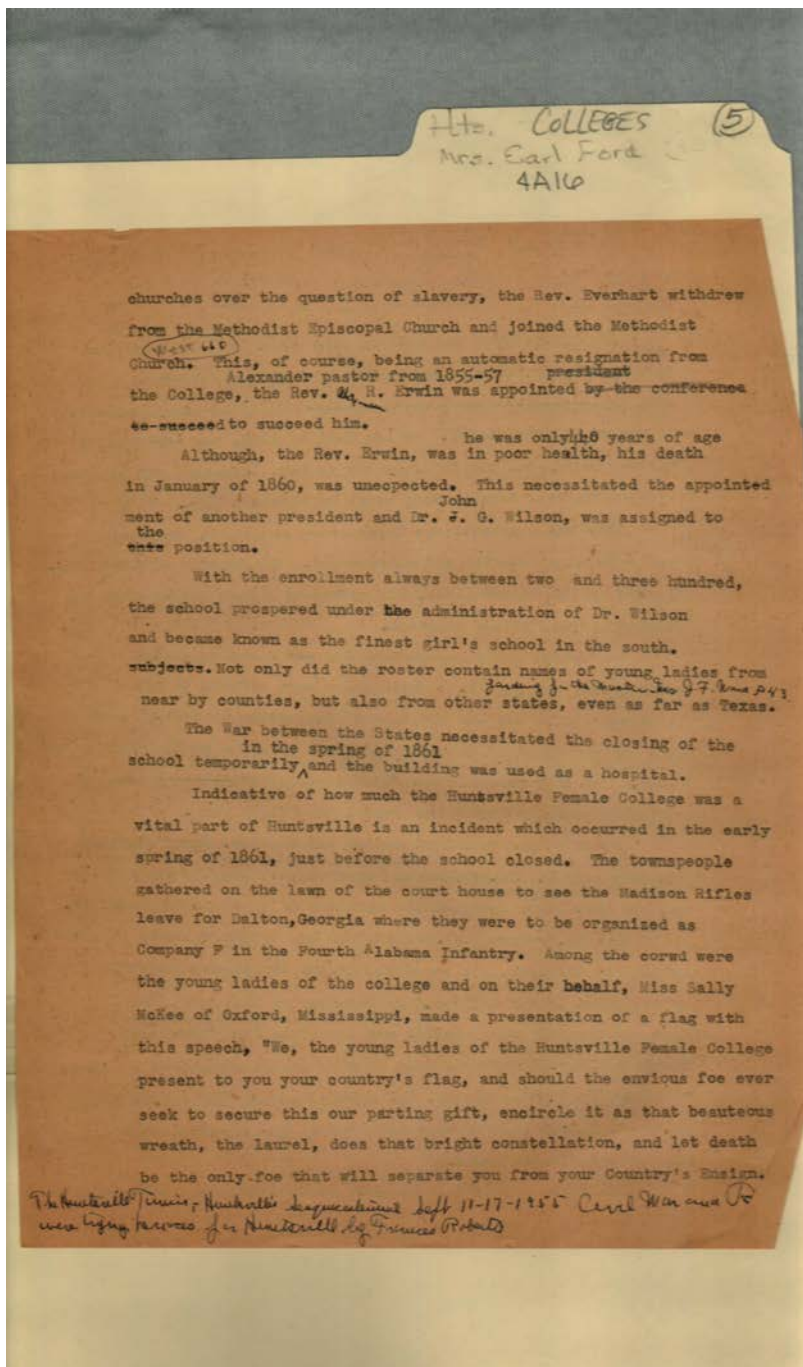 Hts. COLLEGES (5)
Mrs. Earl Ford
4A16
churches over the question of slavery, the Rev. Everhart withdrew
from the Methodist Episcopal Church and joined the Methodist
Church. This, of course, being an automatic resignation from
Alexander pastor from 1855-57 president
the College, the Rev. R. Erwin was appointed by the conference
to succeed to succeed him.
he was only 40 years of age
Although, the Rev. Erwin, was in poor health, his death
in January of 1860, was unecpected. This necessitated the appointed
John
ment of another president and Dr. J. G. Wilson, was assigned to
the
this position.
With the enrollment always between two and three hundred,
the school prospered under the administration of Dr. Wilson
and became known as the finest girl's school in the south.
subjects. Not only did the roster contain names of young ladies from
near by counties, but also from other states, even as far as Texas.
The War between the States necessitated the closing of the
in the spring of 1861
school temporarily ^ and the building was used as a hospital.
Indicative of how much the Huntsville Female College was a
vital part of Huntsville is an incident which occurred in the early
spring of 1861, just before the school closed. The townspeople
gathered on the lawn of the court house to see the Madison Rifles
leave for Dalton,Georgia where they were to be organized as
Company F in the Fourth Alabama Infantry. Among the corwd were
the young ladies of the college and on their behalf, Miss Sally
McKee of Oxford, Mississippi, made a presentation of a flag with
this speech, "We, the young ladies of the Huntsville Female College
present to you your country's flag, and should the envious foe ever
seek to secure this our parting gift, encircle it as that beauteous
wreath, the laurel, does that bright constellation, and let death
be the only foe that will separate you from your Country's Ensign.
The Huntsville Times, Huntsville's Sesquicentennial Sept 11-17-1955 Civil War and R
were trying for Huntsville by Frances Roberts